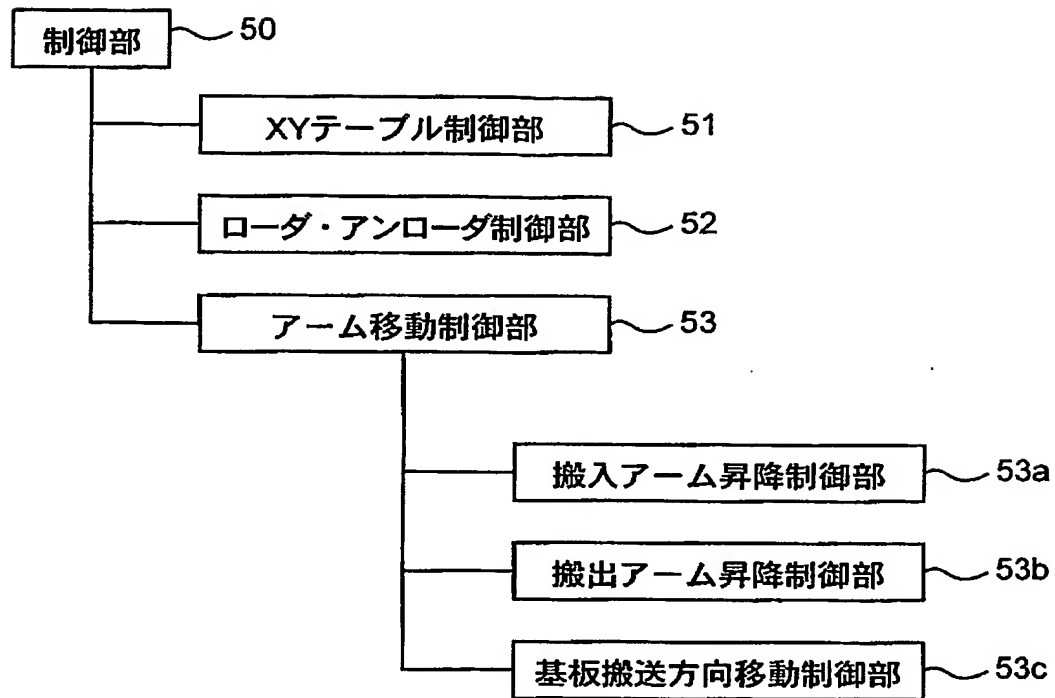 制御部 50
XYテーブル制御部 51
ローダ・アンローダ制御部 52
アーム移動制御部 53
搬入アーム昇降制御部 53a
搬出アーム昇降制御部 53b
基板搬送方向移動制御部 53c